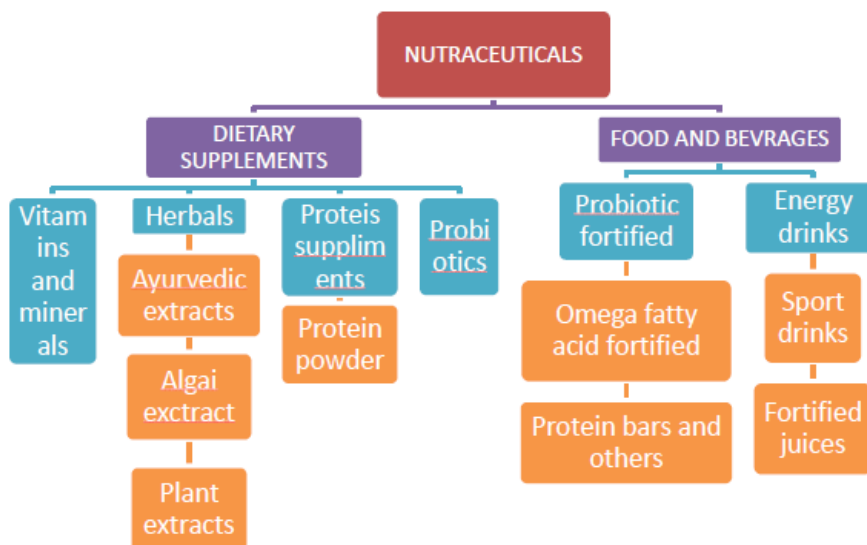 NUTRACEUTICALS
DIETARY
SUPPLEMENTS
FOOD AND BEVRAGES
Vitam
ins
and
miner
als
Herbals
Ayurvedic
extracts
Algai
exctract
Plant
extracts
Proteis
suppli
ments
Protein
powder
Probi
otics
Probiotic
fortified
Omega fatty
acid fortified
Protein bars and
others
Energy
drinks
Sport
drinks
Fortified
juices